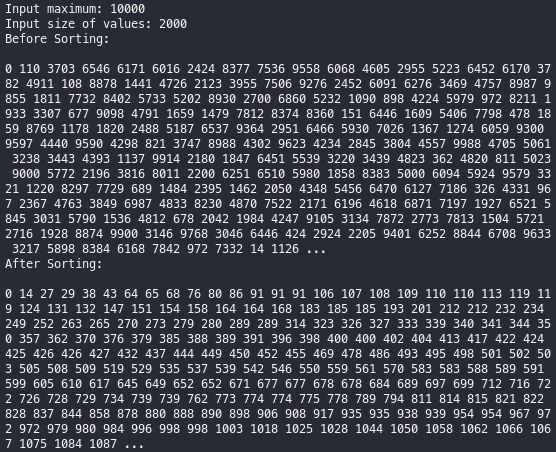 Input maximum: 10000
Input size of values: 2000
Before Sorting:
0 110 3703 6546 6171 6016 2424 8377 7536 9558 6068 4605 2955 5223 6452 6170 37
82 4911 108 8878 1441 4726 2123 3955 7506 9276 2452 6091 6276 3469 4757 8987 9
855 1811 7732 8402 5733 5202 8930 2700 6860 5232 1090 898 4224 5979 972 8211 1
933 3307 677 9098 4791 1659 1479 7812 8374 8360 151 6446 1609 5406 7798 478 18
59 8769 1178 1820 2488 5187 6537 9364 2951 6466 5930 7026 1367 1274 6059 9300
9597 4440 9590 4298 821 3747 8988 4302 9623 4234 2845 3804 4557 9988 4705 5061
3238 3443 4393 1137 9914 2180 1847 6451 5539 3220 3439 4823 362 4820 811 5023
9000 5772 2196 3816 8011 2200 6251 6510 5980 1858 8383 5000 6094 5924 9579 33
21 1220 8297 7729 689 1484 2395 1462 2050 4348 5456 6470 6127 7186 326 4331 96
7 2367 4763 3849 6987 4833 8230 4870 7522 2171 6196 4618 6871 7197 1927 6521 5
845 3031 5790 1536 4812 678 2042 1984 4247 9105 3134 7872 2773 7813 1504 5721
2716 1928 8874 9900 3146 9768 3046 6446 424 2924 2205 9401 6252 8844 6708 9633
3217 5898 8384 6168 7842 972 7332 14 1126 ...
After Sorting:
0 14 27 29 38 43 64 65 68 76 80 86 91 91 91 106 107 108 109 110 110 113 119 11
9 124 131 132 147 151 154 158 164 164 168 183 185 185 193 201 212 212 232 234
249 252 263 265 270 273 279 280 289 289 314 323 326 327 333 339 340 341 344 35
0 357 362 370 376 379 385 388 389 391 396 398 400 400 402 404 413 417 422 424
425 426 426 427 432 437 444 449 450 452 455 469 478 486 493 495 498 501 502 50
3 505 508 509 519 529 535 537 539 542 546 550 559 561 570 583 583 588 589 591
599 605 610 617 645 649 652 652 671 677 677 678 678 684 689 697 699 712 716 72
2 726 728 729 734 739 739 762 773 774 774 775 778 789 794 811 814 815 821 822
828 837 844 858 878 880 888 890 898 906 908 917 935 935 938 939 954 954 967 97
2 972 979 980 984 996 998 998 1003 1018 1025 1028 1044 1050 1058 1062 1066 106
7 1075 1084 1087 ...